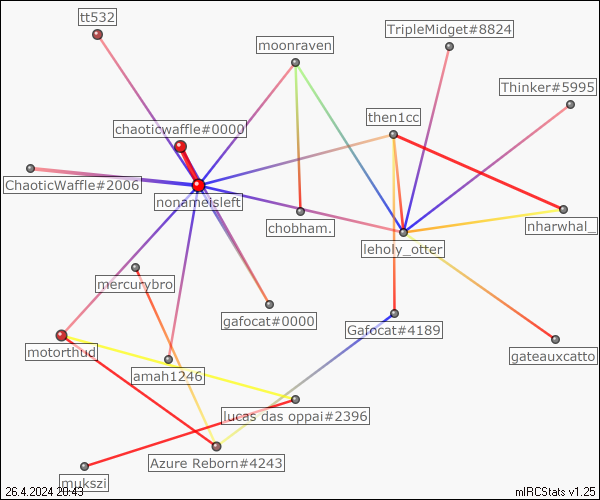 tt532
TripleMidget#8824
moonraven
Thinker#5995
then1cc
chaoticwaffle#0000
ChaoticWaffle#2006
nonameisleft
chobham.
nharwhal_
leholy_otter
mercurybro
gafocat#0000
Gafocat#4189
motorthud
gateauxcatto
amah1246
lucas das oppai#2396
Azure Reborn#4243
mukszi
26.4.2024 20:43
mIRCStats v1.25